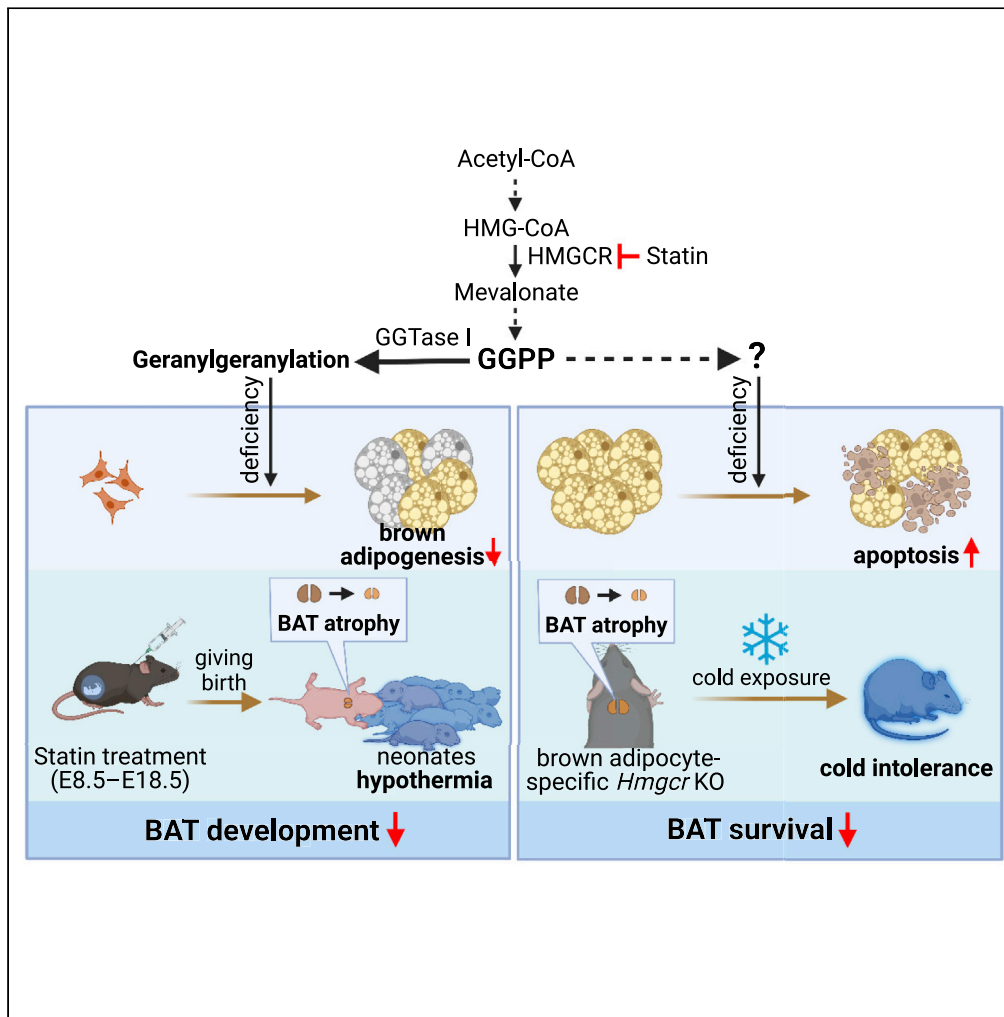 Acetyl-CoA
HMG-CoA
HMGCR
Statin
Mevalonate
GGTase I
Geranylgeranylation
GGPP
?
deficiency
brown
adipogenesis
BAT atrophy
giving
birth
Statin treatment
(E8.5–E18.5)
neonates
hypothermia
BAT development
deficiency
apoptosis
BAT atrophy
cold exposure
brown adipocyte-
specific Hmgcr KO
cold intolerance
BAT survival